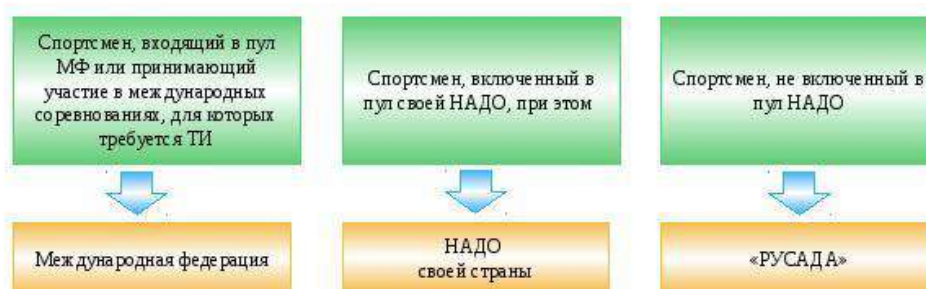 Спортсмен, входящий в пул
МФ или принимающий
участие в международных
соревнованиях, для которых
требуется ТИ
Спортсмен, включенный в
пул своей НАДО, при этом
Спортсмен, не включенный в
пул НАДО
Международная федерация
НАДО
своей страны
«РУСАДА»